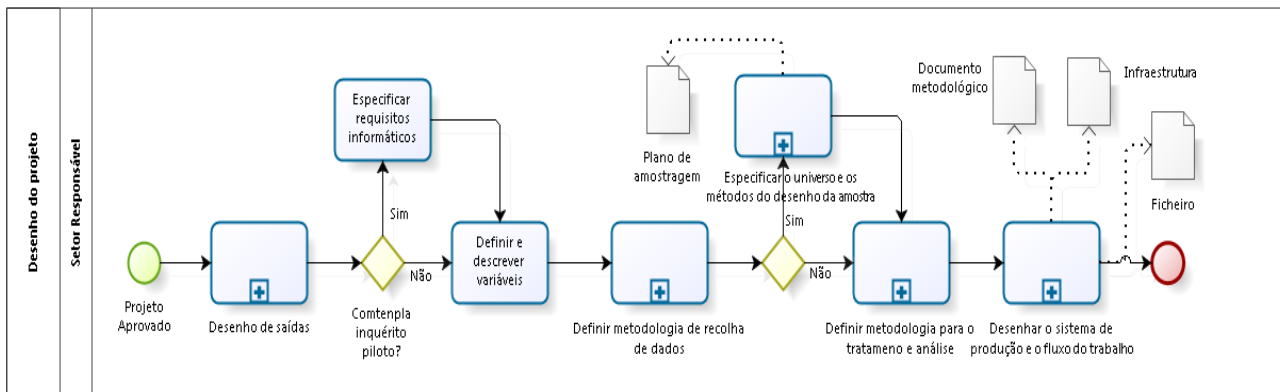 Desenho do projeto
Setor Responsável
Projeto
Aprovado
Desenho de saídas
Comtenpla
inquérito
piloto?
Sim
Não
Especificar
requisitos
informáticos
Definir e
descrever
variáveis
Definir metodologia de recolha
de dados
Plano de
amostragem
Especificar o universo e os
métodos do desenho da amostra
Sim
Não
Definir metodologia para o
tratameno e análise
Documento
metodológico
Infraestrutura
Ficheiro
Desenhar o sistema de
produção e o fluxo do trabalho